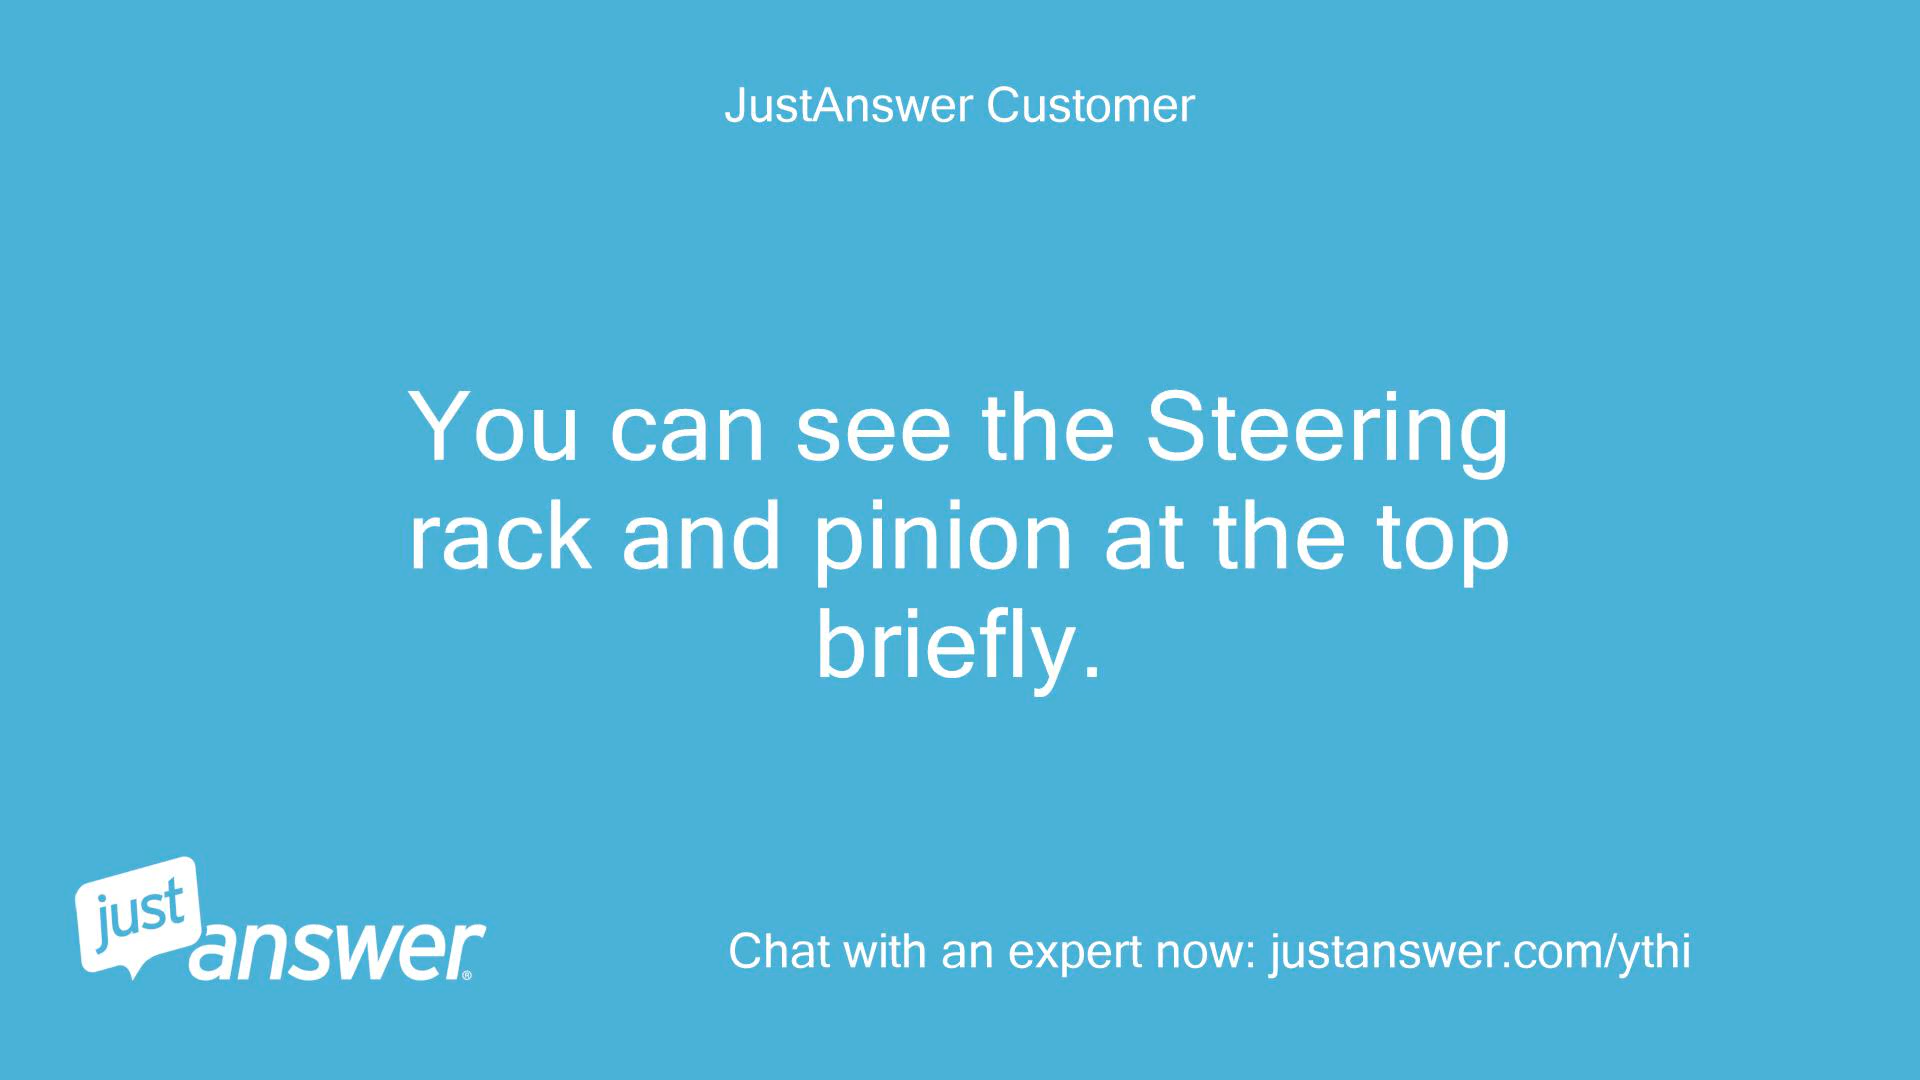 JustAnswer Customer
You can see the Steering
rack and pinion at the top
briefly.
just
answer®
Chat with an expert now: justanswer.com/ythi